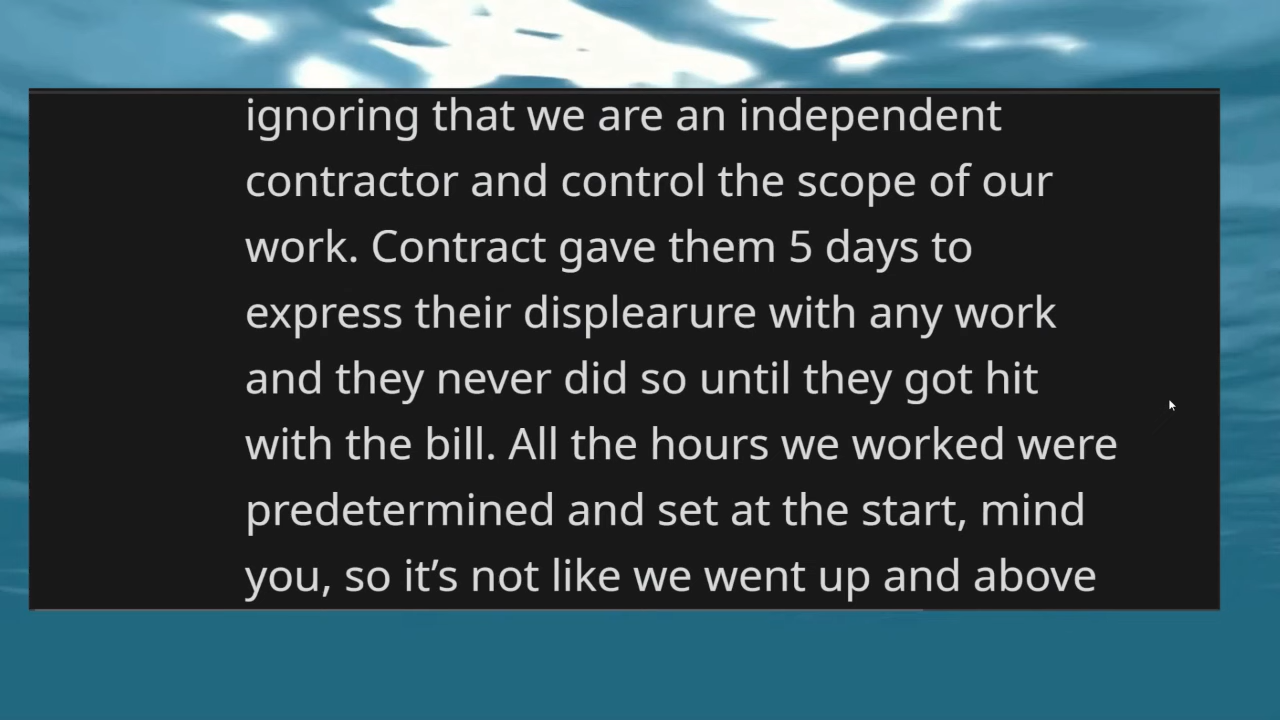 ignoring that we are an independent
contractor and control the scope of our
work. Contract gave them 5 days to
express their displearure with any work
and they never did so until they got hit
with the bill. All the hours we worked were
predetermined and set at the start, mind
you, so it’s not like we went up and above